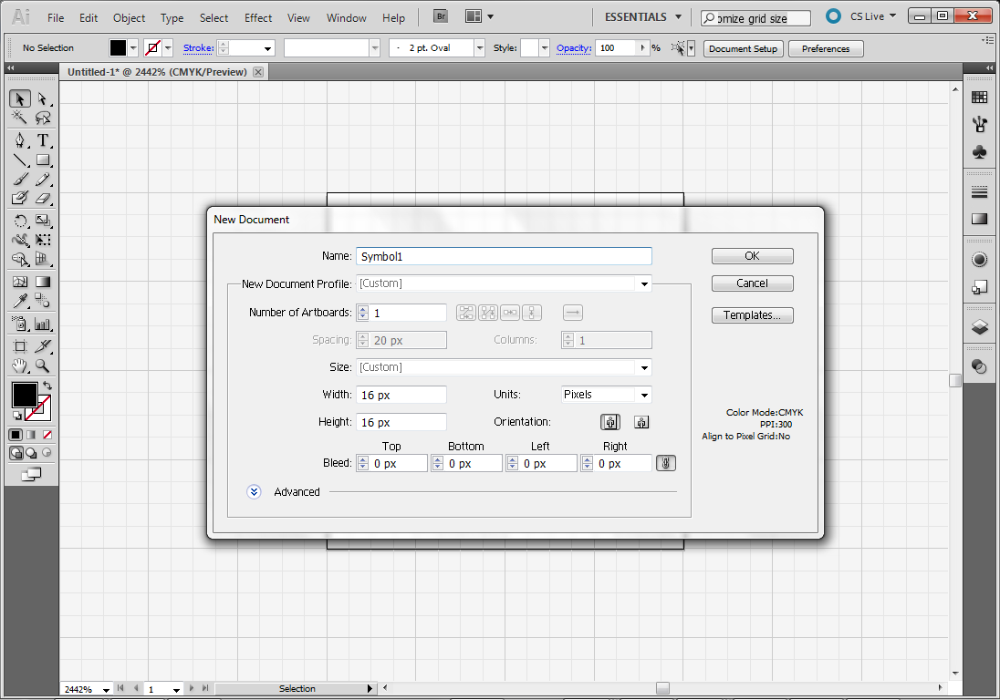 Ai File Edit Object Type Select Effect View Window Help Br ESSENTIALS omize grid size CS Live
No Selection Stroke: 2 pt. Oval Style: Opacity: 100 % Document Setup Preferences
Untitled-1* @ 2442% (CMYK/Preview)
New Document
Name: Symbol1 OK
New Document Profile: [Custom] Cancel
Number of Artboards: 1 Templates...
Spacing: 20 px Columns: 1
Size: [Custom]
Width: 16 px Units: Pixels
Height: 16 px Orientation:
Color Mode:CMYK
PPI:300
Align to Pixel Grid:No
Top Bottom Left Right
Bleed: 0 px 0 px 0 px 0 px
Advanced
2442% 1 Selection